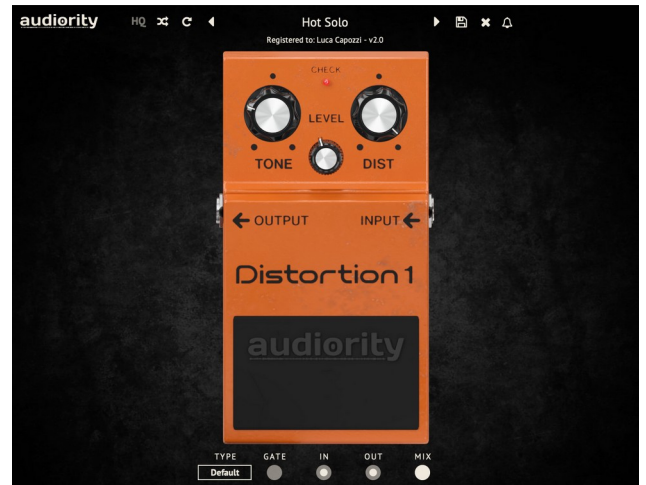 audiority
HQ
Hot Solo
Registered to: Luca Capozzi - v2.0
CHECK
LEVEL
TONE
DIST
OUTPUT
INPUT
Distortion 1
audiority
TYPE GATE IN OUT MIX
Default